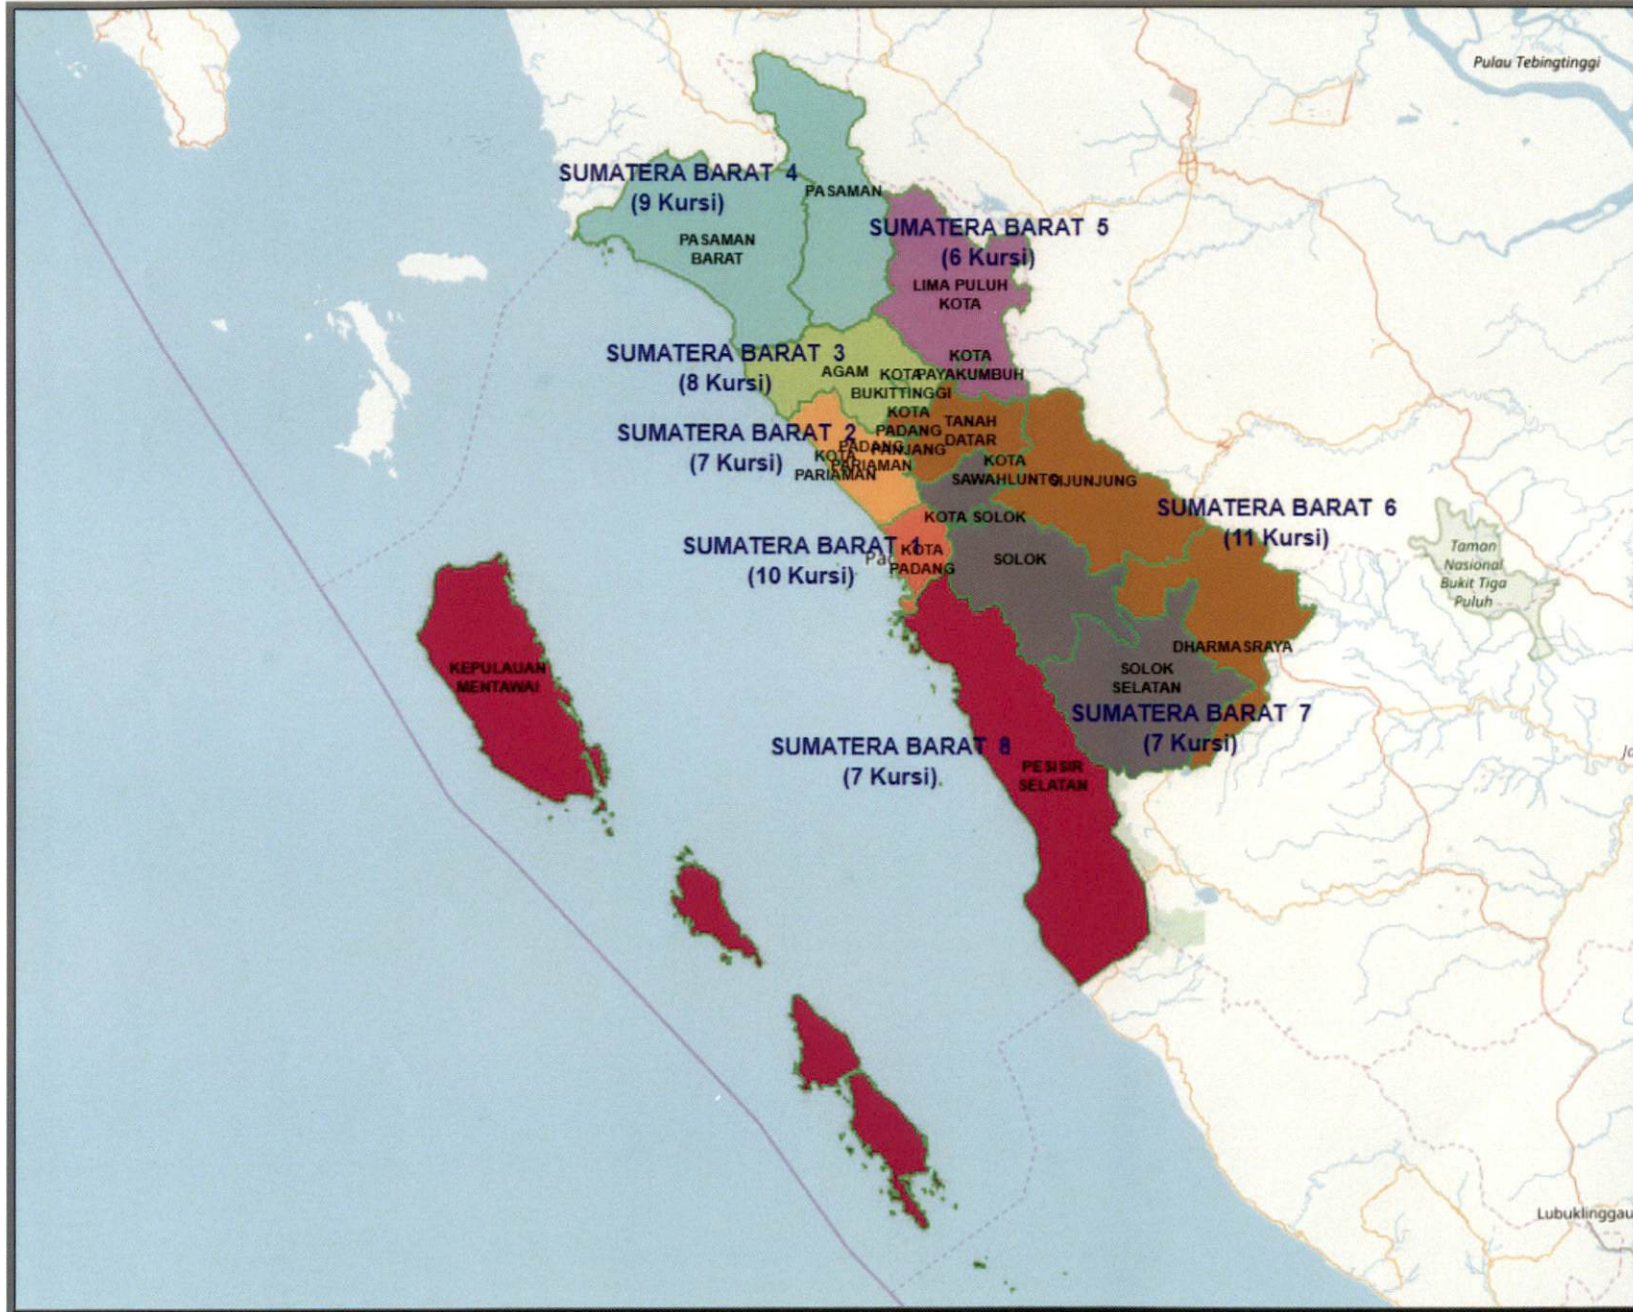 Pulau Tebingtinggi
SUMATERA BARAT 4
(9 Kursi)
PASAMAN
PASAMAN
BARAT
SUMATERA BARAT 5
(6 Kursi)
LIMA PULUH
KOTA
KOTA
PAYAKUMBUH
SUMATERA BARAT 3
(8 Kursi)
AGAM
KOTA
BUKITTINGGI
KOTA
PADANG
PANJANG
TANAH
DATAR
SUMATERA BARAT 2
(7 Kursi)
PADANG
PARIAMAN
KOTA
PARIAMAN
KOTA
SAWAHLUNTO
SIJUNJUNG
SUMATERA BARAT 6
(11 Kursi)
KOTA SOLOK
SUMATERA BARAT 1
(10 Kursi)
Pad
KOTA
PADANG
SOLOK
Taman
Nasional
Bukit Tiga
Puluh
DHARMASRAYA
KEPULAUAN
MENTAWAI
SOLOK
SELATAN
SUMATERA BARAT 7
(7 Kursi)
SUMATERA BARAT 8
(7 Kursi)
PESISIR
SELATAN
Ja
Lubuklinggau